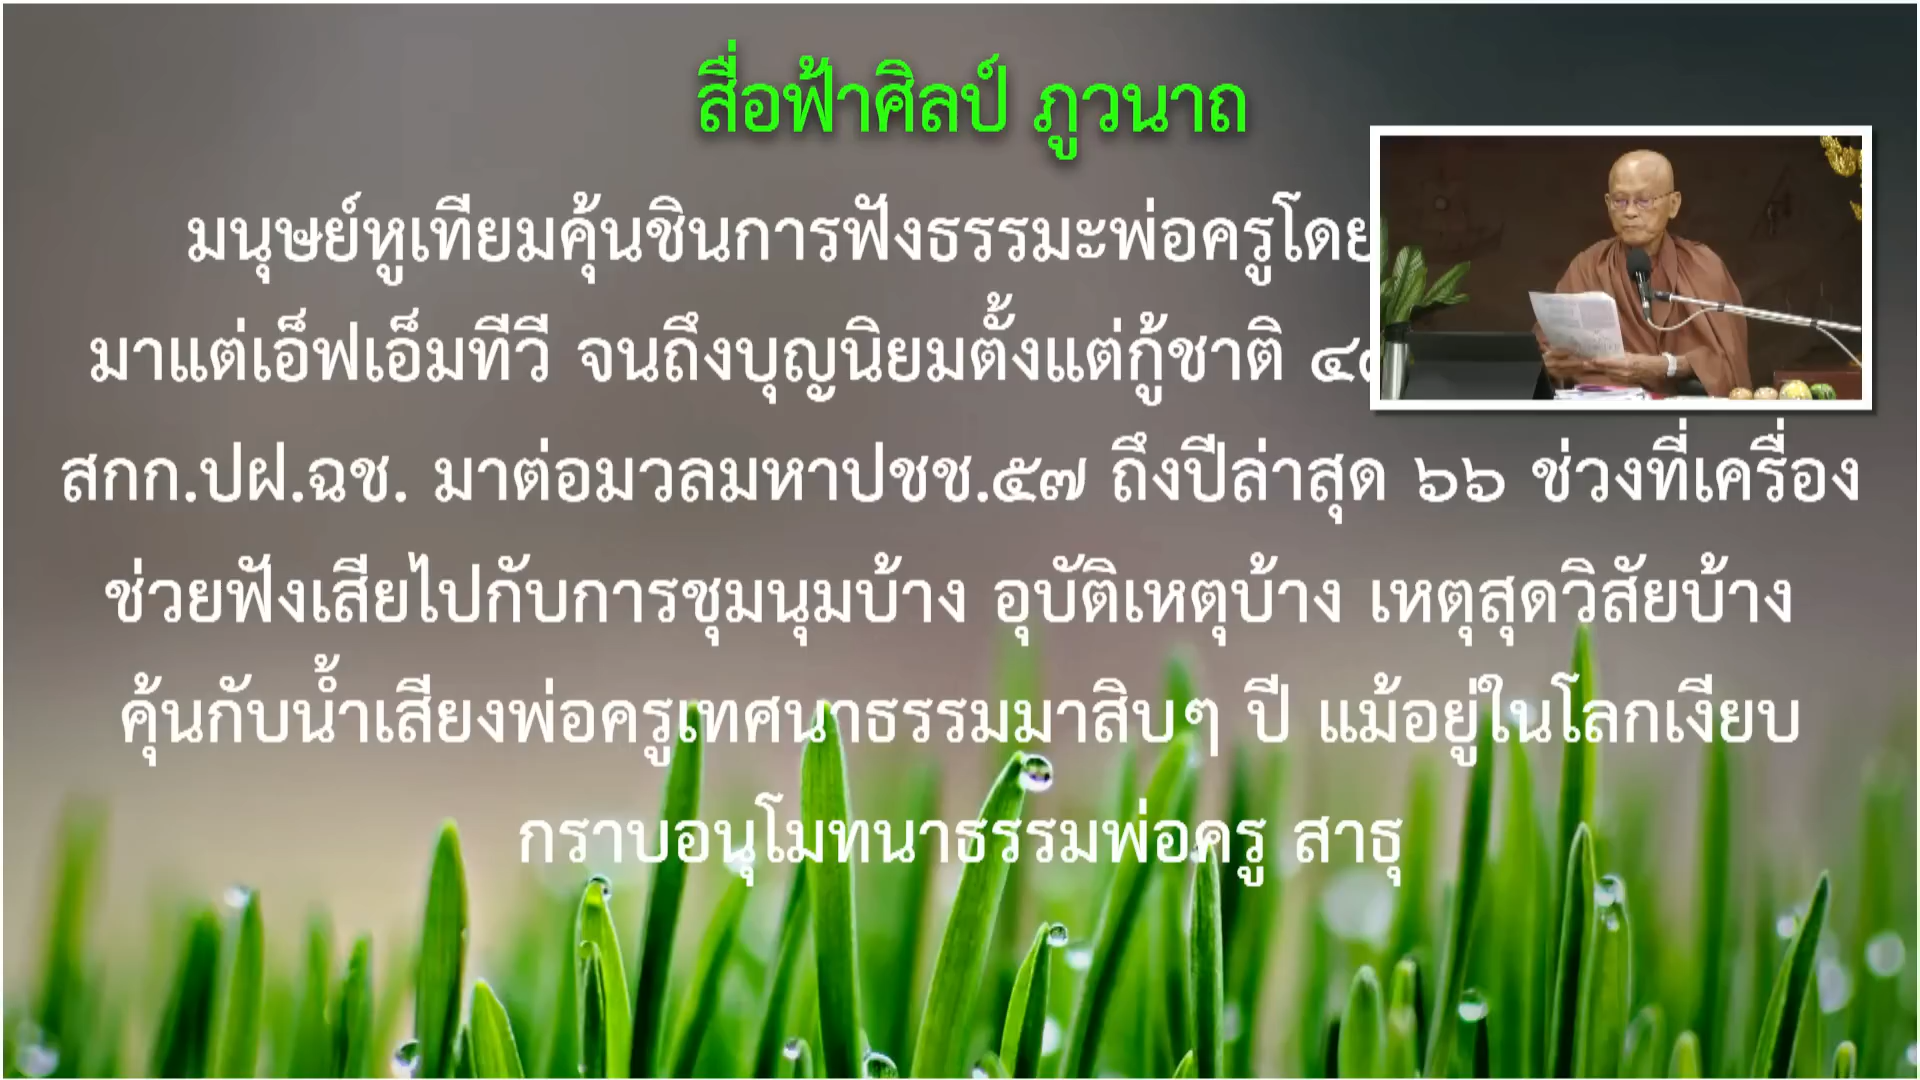 สื่อฟ้าศิลป์ ภูวนาถ
มนุษย์หูเทียมคุ้นชินการฟังธรรมะพ่อครูโดย
มาแต่เอ็ฟเอ็มทีวี จนถึงบุญนิยมตั้งแต่กู้ชาติ
สกก.ปฝ.ฉช. มาต่อมวลมหาปชช.๕๗ ถึงปีล่าสุด ๖๖ ช่วงที่เครื่อง
ช่วยฟังเสียไปกับการชุมนุมบ้าง อุบัติเหตุบ้าง เหตุสุดวิสัยบ้าง
คุ้นกับน้ำเสียงพ่อครูเทศนาธรรมมาสิบๆ ปี แม้อยู่ในโลกเงียบ
กราบอนุโมทนาธรรมพ่อครู สาธุ